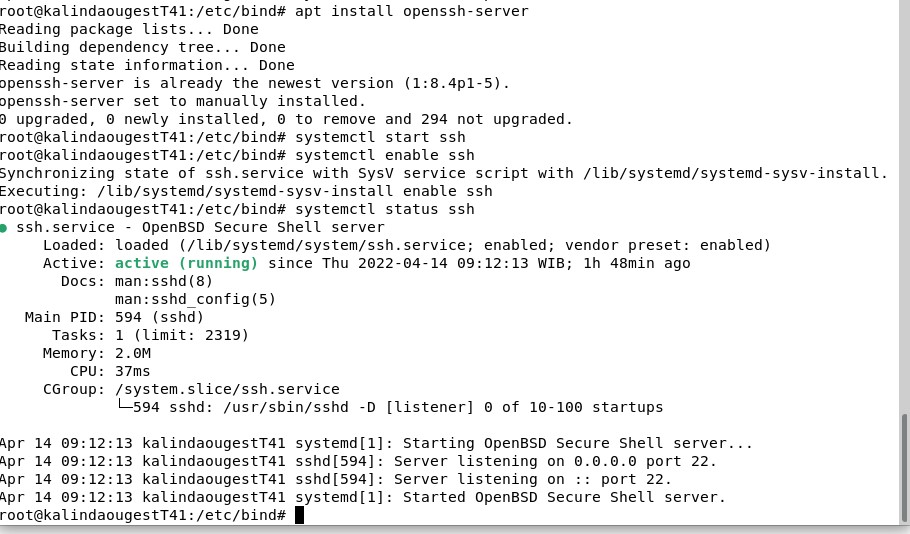 root@kalindaougestT41:/etc/bind# apt install openssh-server
Reading package lists... Done
Building dependency tree... Done
Reading state information... Done
openssh-server is already the newest version (1:8.4p1-5).
openssh-server set to manually installed.
0 upgraded, 0 newly installed, 0 to remove and 294 not upgraded.
root@kalindaougestT41:/etc/bind# systemctl start ssh
root@kalindaougestT41:/etc/bind# systemctl enable ssh
Synchronizing state of ssh.service with SysV service script with /lib/systemd/systemd-sysv-install.
Executing: /lib/systemd/systemd-sysv-install enable ssh
root@kalindaougestT41:/etc/bind# systemctl status ssh
● ssh.service - OpenBSD Secure Shell server
     Loaded: loaded (/lib/systemd/system/ssh.service; enabled; vendor preset: enabled)
     Active: active (running) since Thu 2022-04-14 09:12:13 WIB; 1h 48min ago
       Docs: man:sshd(8)
             man:sshd_config(5)
   Main PID: 594 (sshd)
      Tasks: 1 (limit: 2319)
     Memory: 2.0M
        CPU: 37ms
     CGroup: /system.slice/ssh.service
             └─594 sshd: /usr/sbin/sshd -D [listener] 0 of 10-100 startups

Apr 14 09:12:13 kalindaougestT41 systemd[1]: Starting OpenBSD Secure Shell server...
Apr 14 09:12:13 kalindaougestT41 sshd[594]: Server listening on 0.0.0.0 port 22.
Apr 14 09:12:13 kalindaougestT41 sshd[594]: Server listening on :: port 22.
Apr 14 09:12:13 kalindaougestT41 systemd[1]: Started OpenBSD Secure Shell server.
root@kalindaougestT41:/etc/bind#